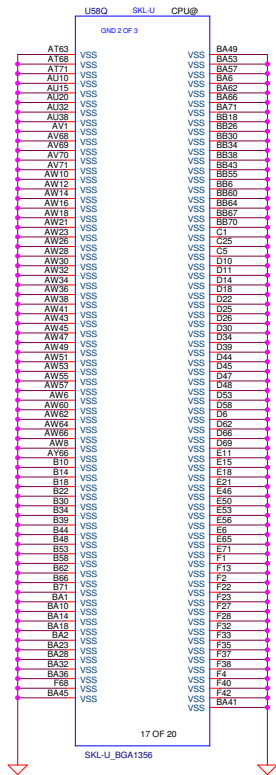 U58Q SKL-U CPU@
GND 2 OF 3
AT63 VSS VSS BA49
AT68 VSS VSS BA53
AT71 VSS VSS BA57
AU10 VSS VSS BA6
AU15 VSS VSS BA62
AU20 VSS VSS BA66
AU32 VSS VSS BA71
AU38 VSS VSS BB18
AV1 VSS VSS BB26
AV68 VSS VSS BB30
AV69 VSS VSS BB34
AV70 VSS VSS BB38
AV71 VSS VSS BB43
AW10 VSS VSS BB55
AW12 VSS VSS BB6
AW14 VSS VSS BB60
AW16 VSS VSS BB64
AW18 VSS VSS BB67
AW21 VSS VSS BB70
AW23 VSS VSS C1
AW26 VSS VSS C25
AW28 VSS VSS C5
AW30 VSS VSS D10
AW32 VSS VSS D11
AW34 VSS VSS D14
AW36 VSS VSS D18
AW38 VSS VSS D22
AW41 VSS VSS D25
AW43 VSS VSS D26
AW45 VSS VSS D30
AW47 VSS VSS D34
AW49 VSS VSS D39
AW51 VSS VSS D44
AW53 VSS VSS D45
AW55 VSS VSS D47
AW57 VSS VSS D48
AW6 VSS VSS D53
AW60 VSS VSS D58
AW62 VSS VSS D6
AW64 VSS VSS D62
AW66 VSS VSS D66
AW8 VSS VSS D69
AY66 VSS VSS E11
B10 VSS VSS E15
B14 VSS VSS E18
B18 VSS VSS E21
B22 VSS VSS E46
B30 VSS VSS E50
B34 VSS VSS E53
B39 VSS VSS E56
B44 VSS VSS E6
B48 VSS VSS E65
B53 VSS VSS E71
B58 VSS VSS F1
B62 VSS VSS F13
B66 VSS VSS F2
B71 VSS VSS F22
BA1 VSS VSS F23
BA10 VSS VSS F27
BA14 VSS VSS F28
BA18 VSS VSS F32
BA2 VSS VSS F33
BA23 VSS VSS F35
BA28 VSS VSS F37
BA32 VSS VSS F38
BA36 VSS VSS F4
F68 VSS VSS F40
BA45 VSS VSS F42
VSS BA41
17 OF 20
SKL-U_BGA1356